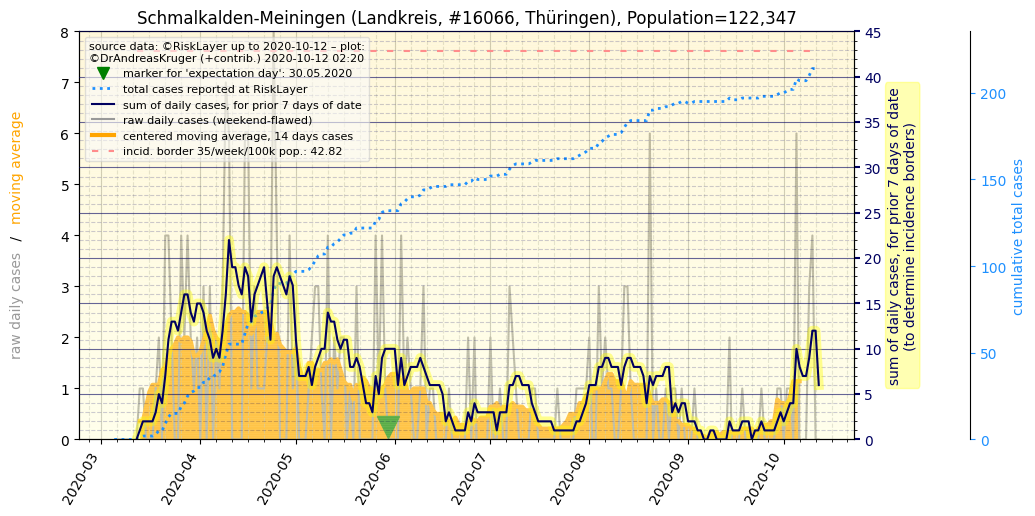 Schmalkalden-Meiningen (Landkreis, #16066, Thüringen), Population=122,347
source data: ©RiskLayer up to 2020-10-12 – plot:
©DrAndreasKruger (+contrib.) 2020-10-12 02:20
marker for 'expectation day': 30.05.2020
total cases reported at RiskLayer
sum of daily cases, for prior 7 days of date
raw daily cases (weekend-flawed)
centered moving average, 14 days cases
incid. border 35/week/100k pop.: 42.82
raw daily cases / moving average
8
7
6
5
4
3
2
1
0
45
40
35
30
25
20
15
10
5
0
sum of daily cases, for prior 7 days of date
(to determine incidence borders)
200
150
100
50
0
cumulative total cases
2020-03
2020-04
2020-05
2020-06
2020-07
2020-08
2020-09
2020-10